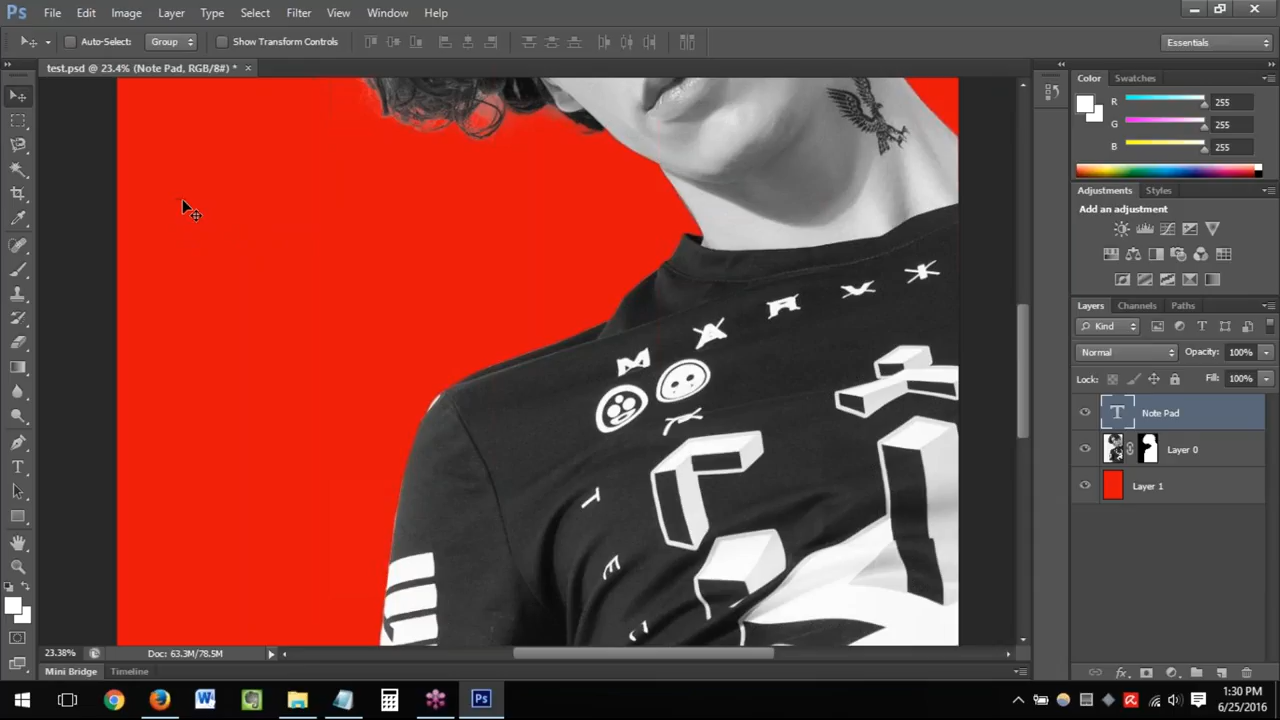 Ps File Edit Image Layer Type Select Filter View Window Help
Auto-Select: Group Show Transform Controls Essentials
test.psd @ 23.4% (Note Pad, RGB/8#) * ×
Color Swatches
R 255
G 255
B 255
Adjustments Styles
Add an adjustment
M A R V X
Layers Channels Paths
Kind T
Normal Opacity: 100%
Lock: Fill: 100%
T Note Pad
Layer 0
Layer 1
23.38% Doc: 63.3M/78.5M
Mini Bridge Timeline
1:30 PM
6/25/2016